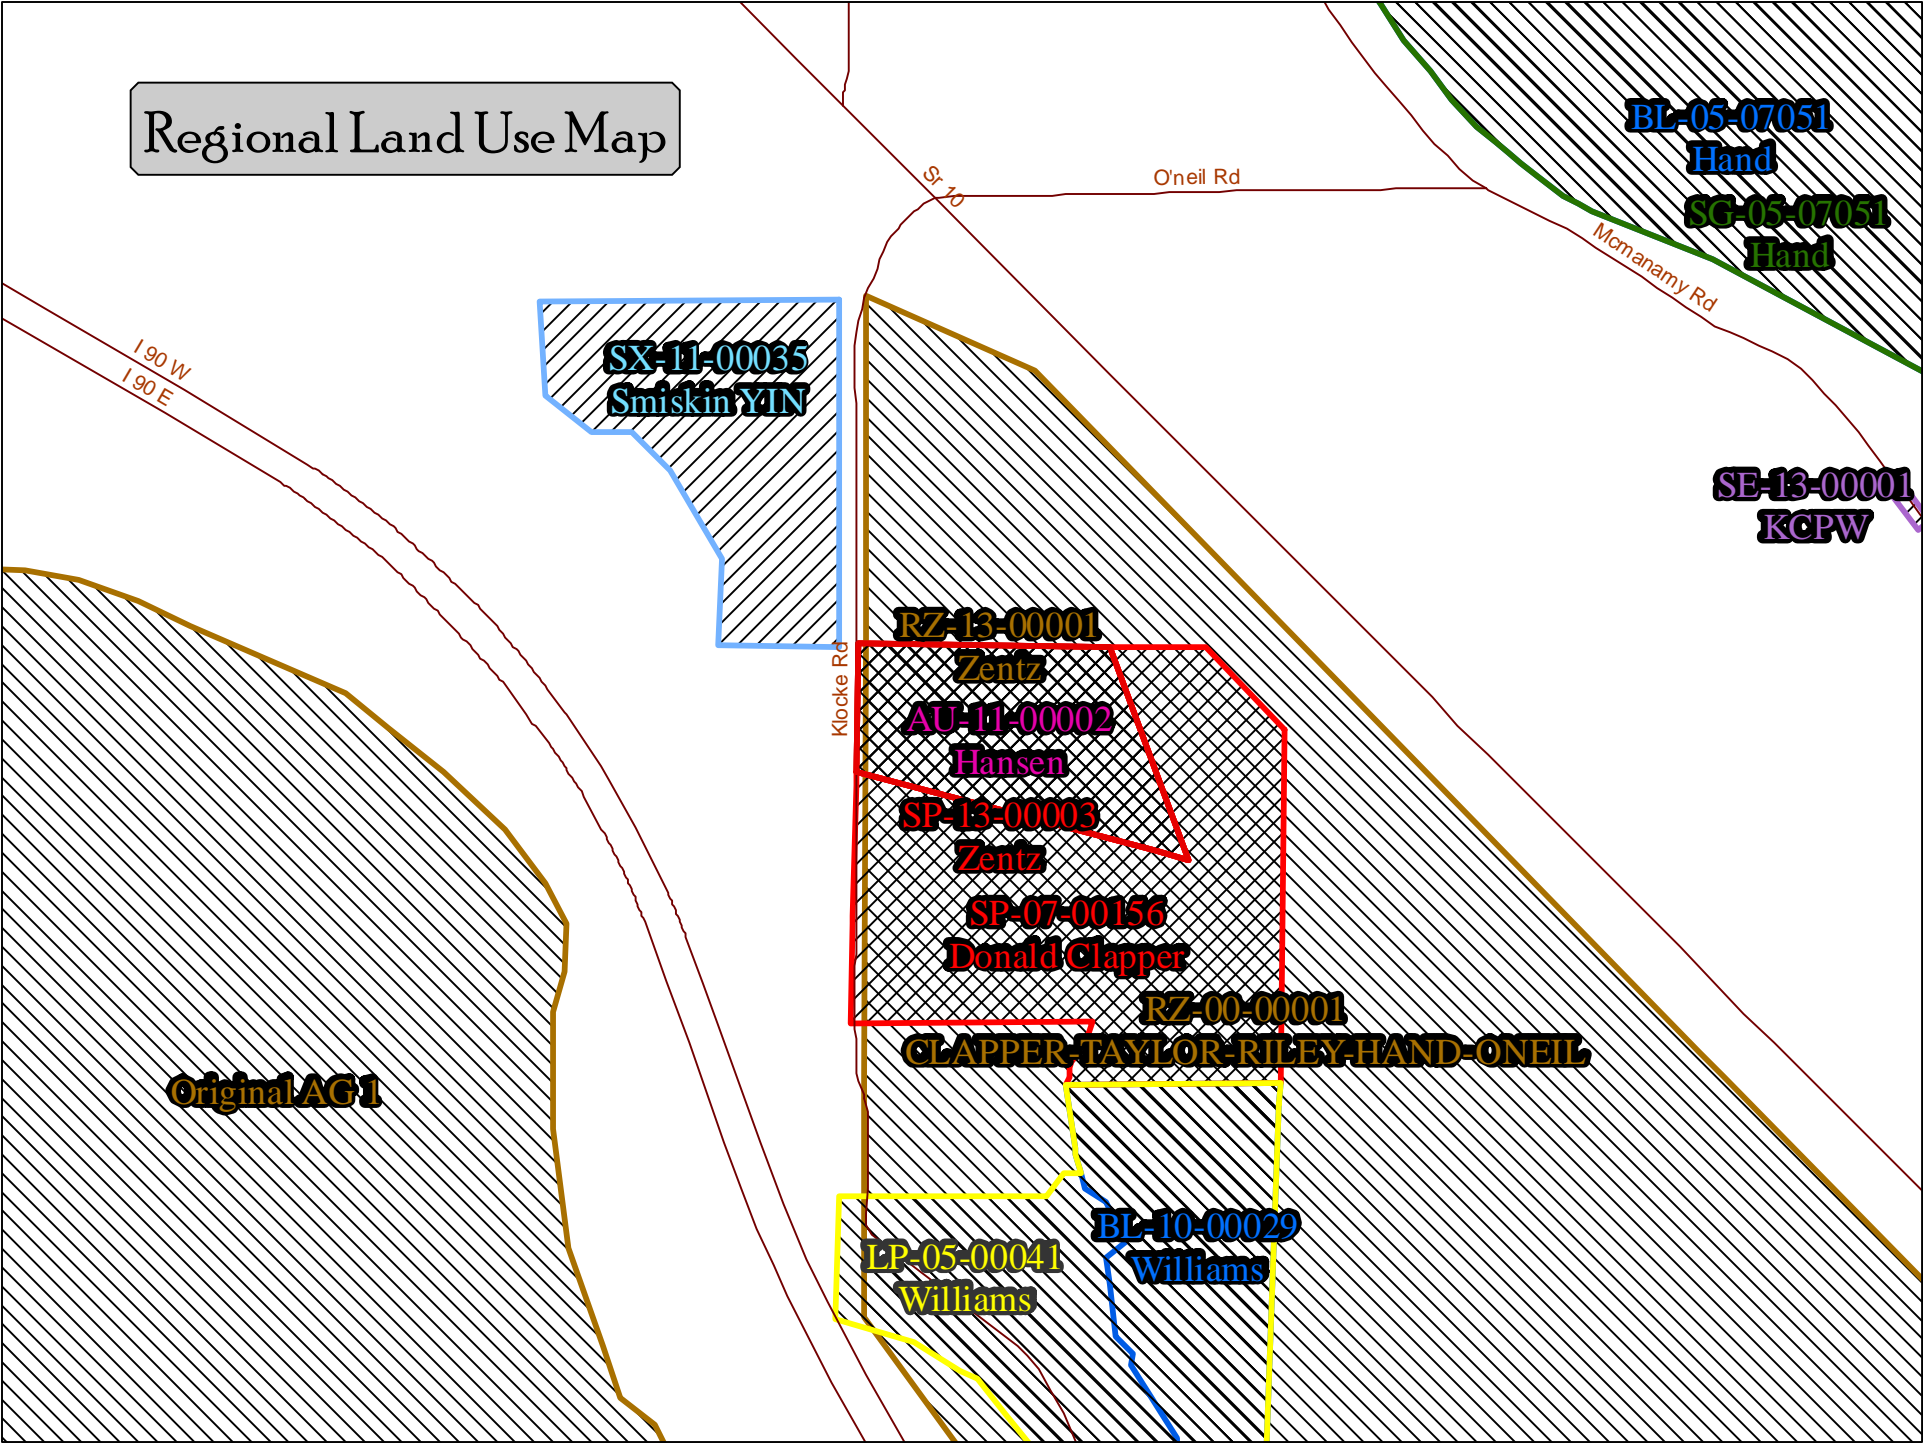 Regional Land Use Map
BL-05-07051
Hand
SG-05-07051
Hand
Sr 10
O'neil Rd
Mcmanamy Rd
I 90 W
I 90 E
SX-11-00035
Smiskin YIN
SE-13-00001
KCPW
Klocke Rd
RZ-13-00001
Zentz
AU-11-00002
Hansen
SP-13-00003
Zentz
SP-07-00156
Donald Clapper
RZ-00-00001
CLAPPER-TAYLOR-RILEY-HAND-ONEIL
Original AG 1
BL-10-00029
Williams
LP-05-00041
Williams